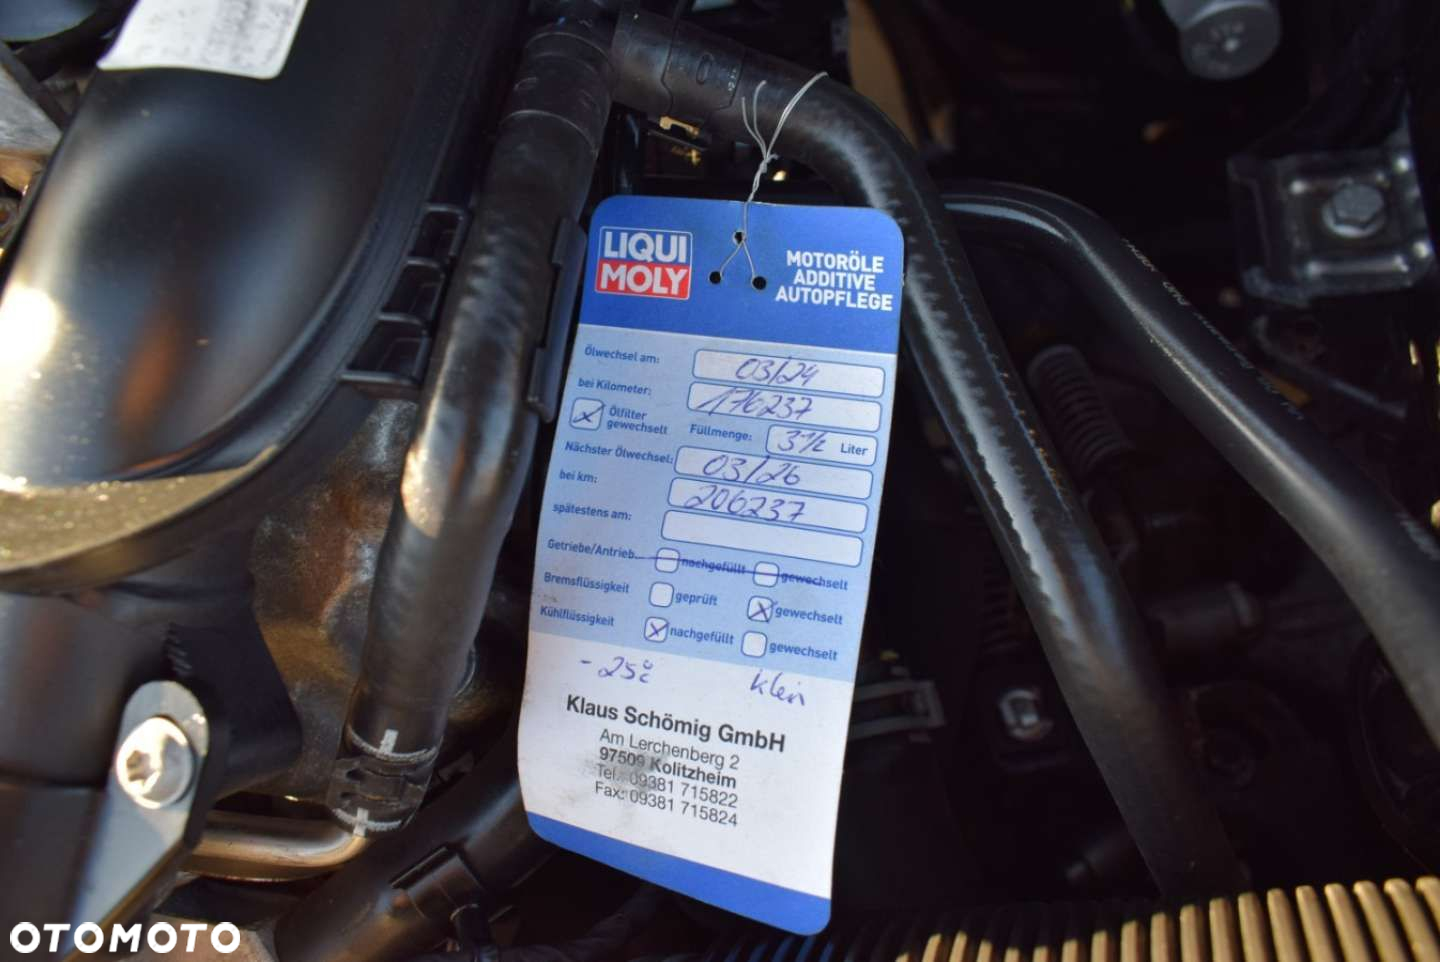 LIQUI
MOLY
MOTORÖLE
ADDITIVE
AUTOPFLEGE
Ölwechsel am: 03/24
bei Kilometer: 176237
Ölfilter
gewechselt
Füllmenge: 3 1/2 Liter
Nächster Ölwechsel: 03/26
bei km: 206237
spätestens am:
Getriebe/Antrieb... nachgefüllt gewechselt
Bremsflüssigkeit geprüft gewechselt
Kühlflüssigkeit nachgefüllt gewechselt
-25°C klein
Klaus Schömig GmbH
Am Lerchenberg 2
97509 Kolitzheim
Tel.: 09381 715822
Fax: 09381 715824
OTOMOTO